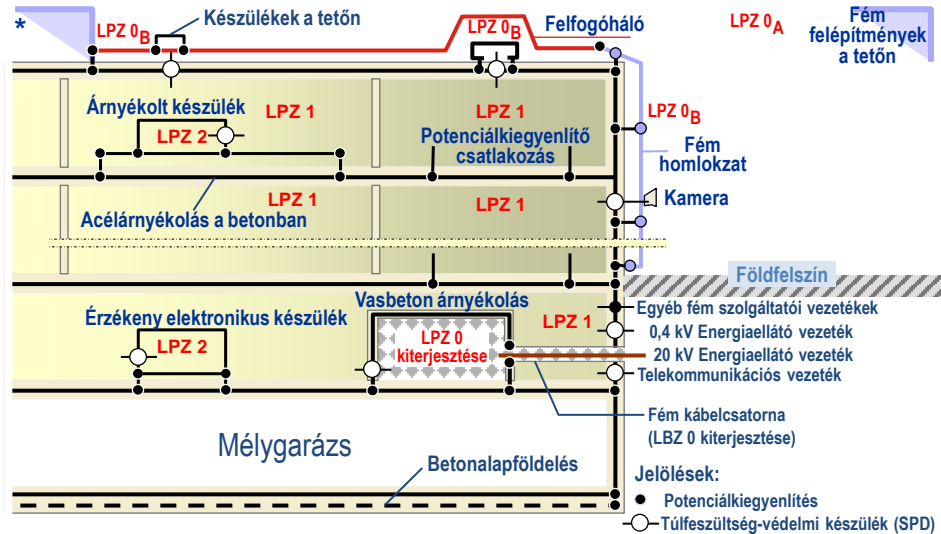 *
LPZ 0B
Készülékek a tetőn
LPZ 0B
Felfogóháló
LPZ 0A
Fém
felépítmények
a tetőn
Árnyékolt készülék
LPZ 1
LPZ 2
LPZ 1
Potenciálkiegyenlítő
csatlakozás
LPZ 0B
Fém
homlokzat
Acélárnyékolás a betonban
LPZ 1
LPZ 1
Kamera
Földfelszín
Vasbeton árnyékolás
Érzékeny elektronikus készülék
LPZ 2
LPZ 0
kiterjesztése
LPZ 1
Egyéb fém szolgáltatói vezetékek
0,4 kV Energiaellátó vezeték
20 kV Energiaellátó vezeték
Telekommunikációs vezeték
Fém kábelcsatorna
(LBZ 0 kiterjesztése)
Mélygarázs
Betonalapföldelés
Jelölések:
Potenciálkiegyenlítés
Túlfeszültség-védelmi készülék (SPD)